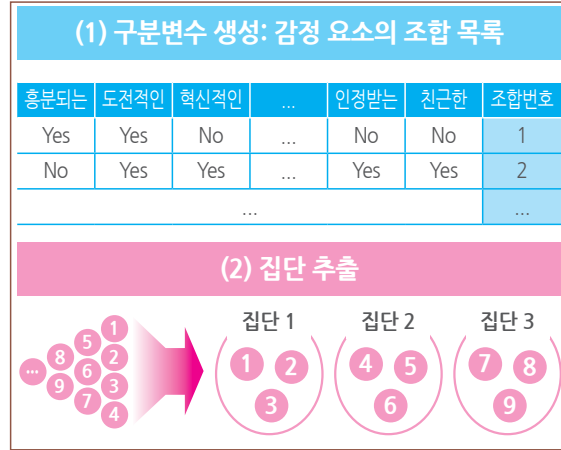 (1) 구분변수 생성: 감정 요소의 조합 목록
흥분되는 도전적인 혁신적인 ... 인정받는 친근한 조합번호
Yes Yes No ... No No 1
No Yes Yes ... Yes Yes 2
... ...
(2) 집단 추출
집단 1 집단 2 집단 3
... 8 9 5 6 7 1 2 3 4
1 2 3
4 5 6
7 8 9